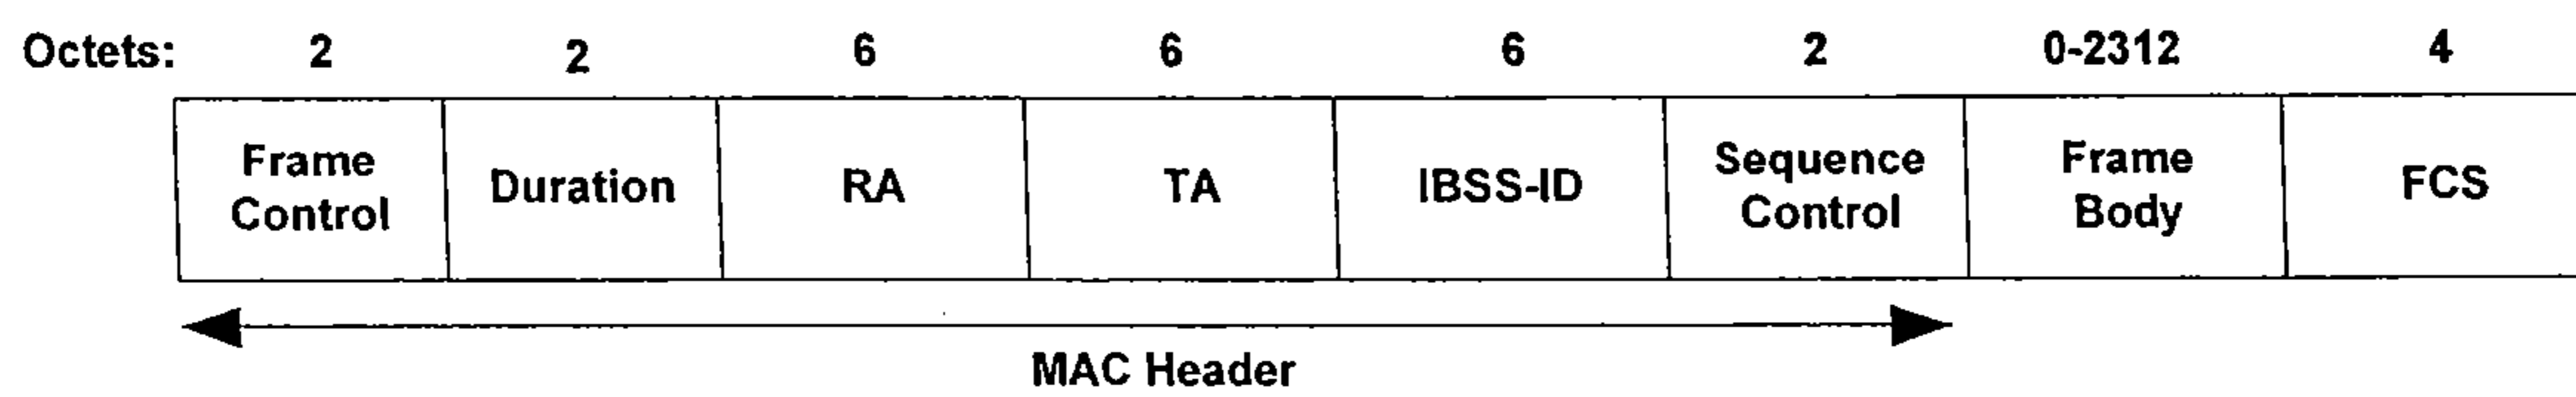 Octets: 2 2 6 6 6 2 0-2312 4
Frame Control Duration RA TA IBSS-ID Sequence Control Frame Body FCS
MAC Header